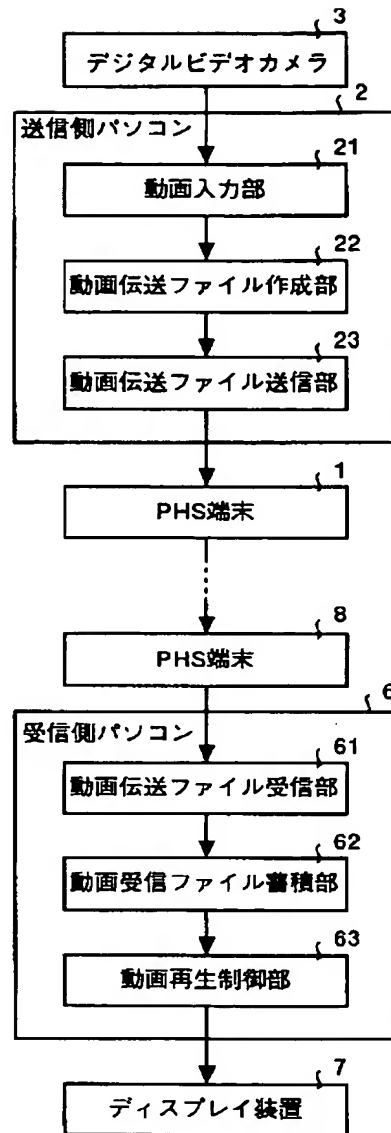 3
デジタルビデオカメラ
2
送信側パソコン
21
動画入力部
22
動画伝送ファイル作成部
23
動画伝送ファイル送信部
1
PHS端末
8
PHS端末
6
受信側パソコン
61
動画伝送ファイル受信部
62
動画受信ファイル蓄積部
63
動画再生制御部
7
ディスプレイ装置